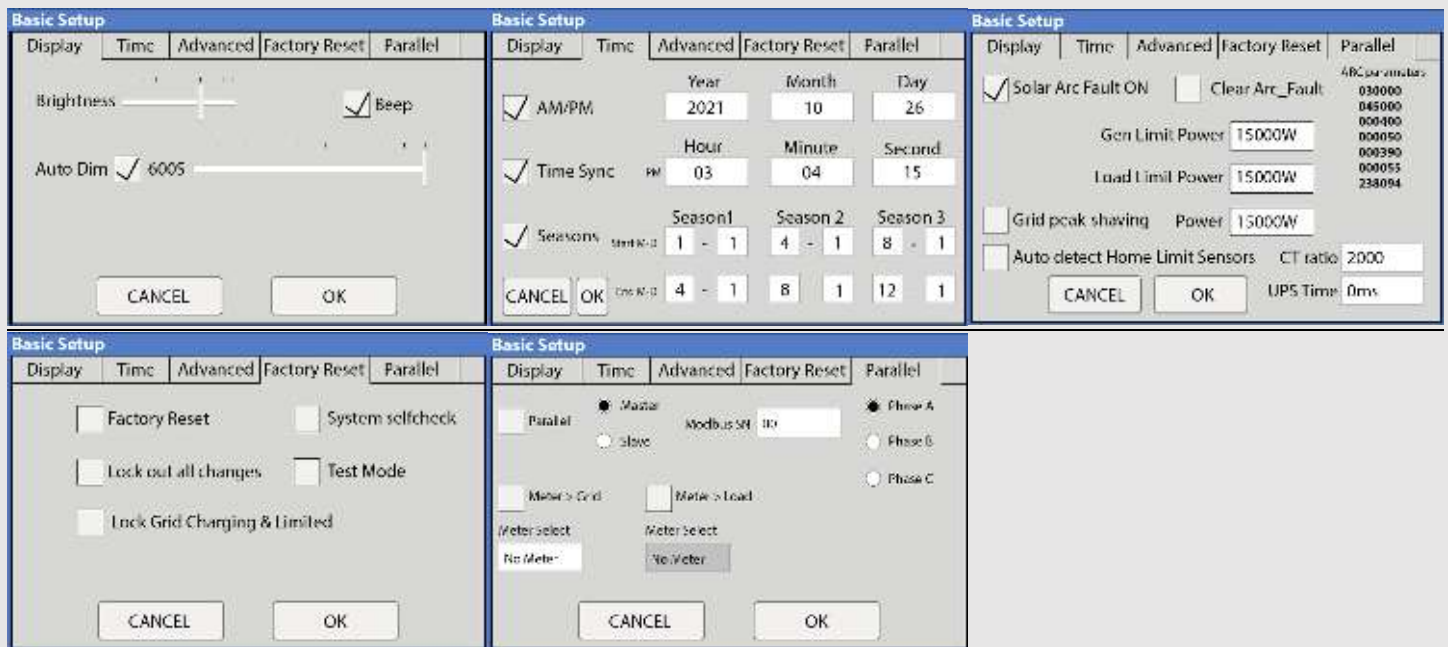 Basic Setup
Display Time Advanced Factory Reset Parallel
Brightness
Beep
Auto Dim 600S
CANCEL OK
Basic Setup
Display Time Advanced Factory Reset Parallel
Year Month Day
AM/PM 2021 10 26
Hour Minute Second
Time Sync PM 03 04 15
Season1 Season 2 Season 3
Seasons Start M-D 1 - 1 4 - 1 8 - 1
CANCEL OK M-D 4 - 1 8 1 12 1
Basic Setup
Display Time Advanced Factory Reset Parallel
Solar Arc Fault ON Clear Arc_Fault
parameters
030000
045000
000400
000050
000390
000055
238094
Gen Limit Power 15000W
Load Limit Power 15000W
Grid peak shaving Power 15000W
Auto detect Home Limit Sensors CT ratio 2000
CANCEL OK UPS Time 0ms
Basic Setup
Display Time Advanced Factory Reset Parallel
Factory Reset System selfcheck
Lock out all changes Test Mode
Lock Grid Charging & Limited
CANCEL OK
Basic Setup
Display Time Advanced Factory Reset Parallel
Parallel Master Modbus SN 00 Phase A
Slave Phase B
Phase C
Meter > Grid Meter > Load
Meter Select Meter Select
No Meter No Meter
CANCEL OK